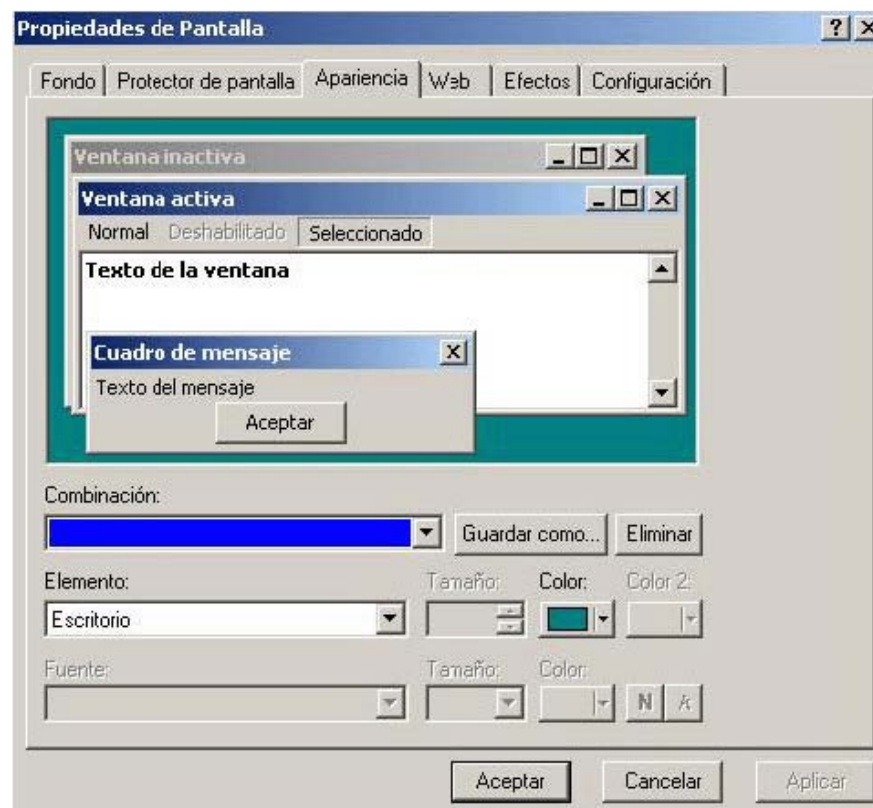 Propiedades de Pantalla
Fondo Protector de pantalla Apariencia Web Efectos Configuración
Ventana inactiva
Ventana activa
Normal Deshabilitado Seleccionado
Texto de la ventana
Cuadro de mensaje
Texto del mensaje
Aceptar
Combinación:
Guardar como... Eliminar
Elemento: Tamaño: Color: Color 2:
Escritorio
Fuente: Tamaño: Color:
N K
Aceptar Cancelar Aplicar